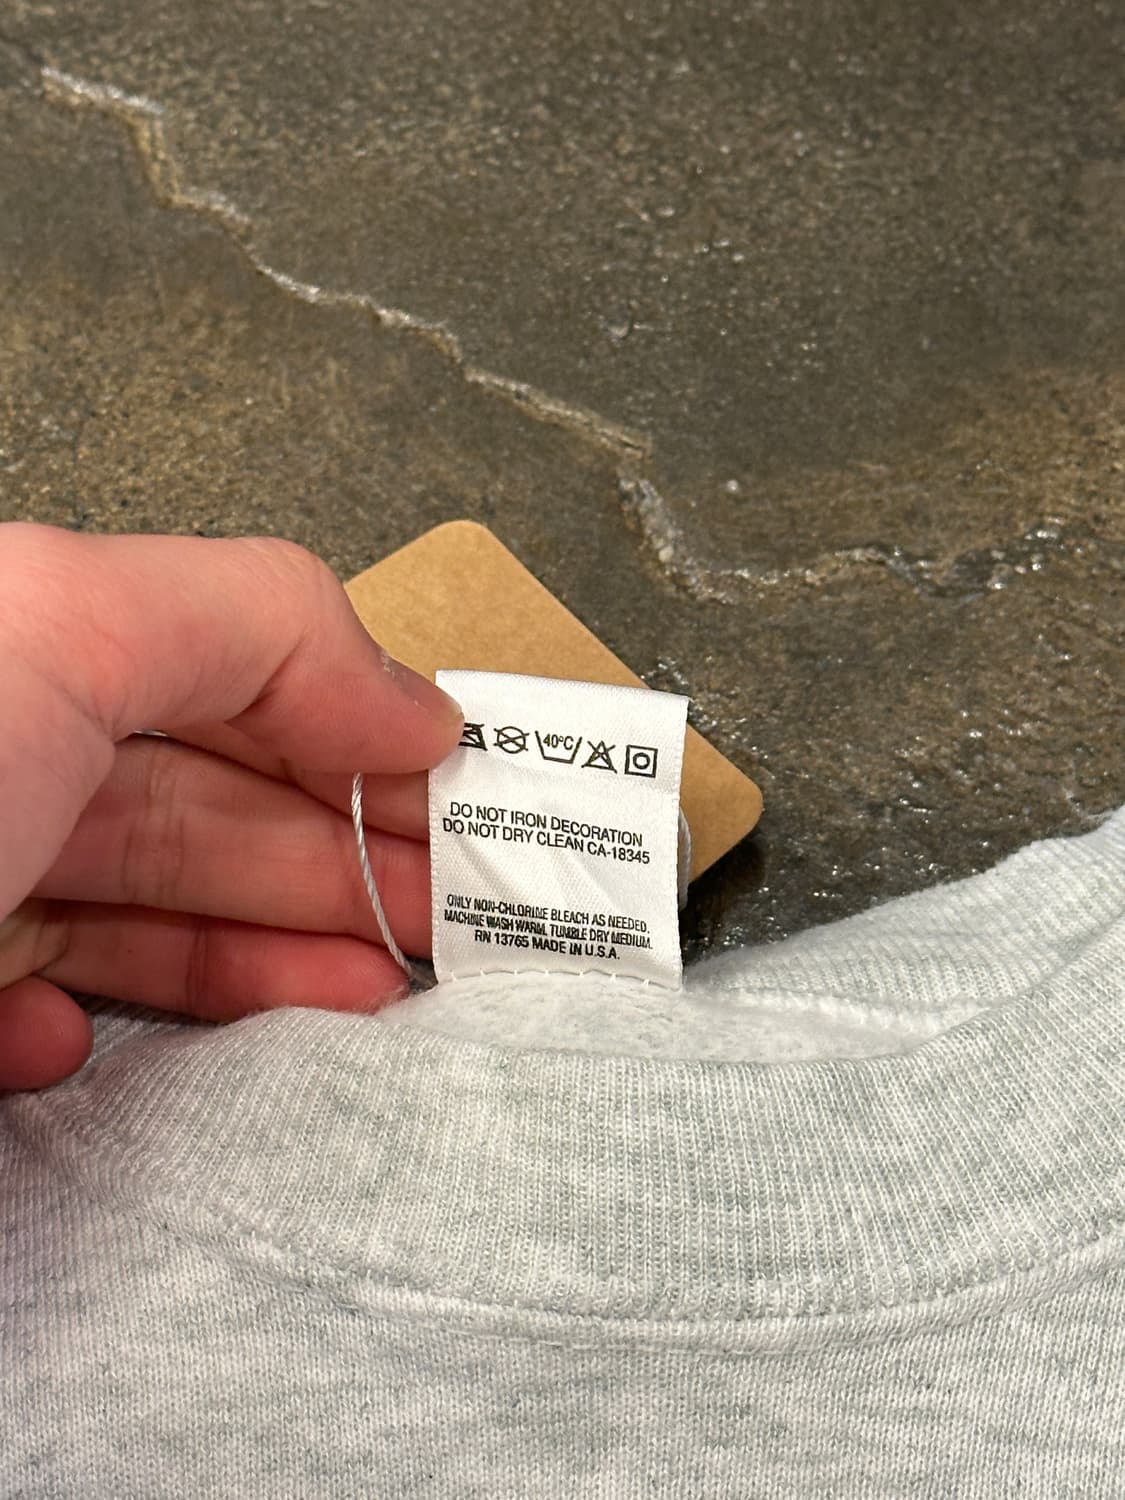 40°C
DO NOT IRON DECORATION
DO NOT DRY CLEAN CA-18345
ONLY NON-CHLORINE BLEACH AS NEEDED.
MACHINE WASH WARM. TUMBLE DRY MEDIUM.
RN 13765 MADE IN U.S.A.